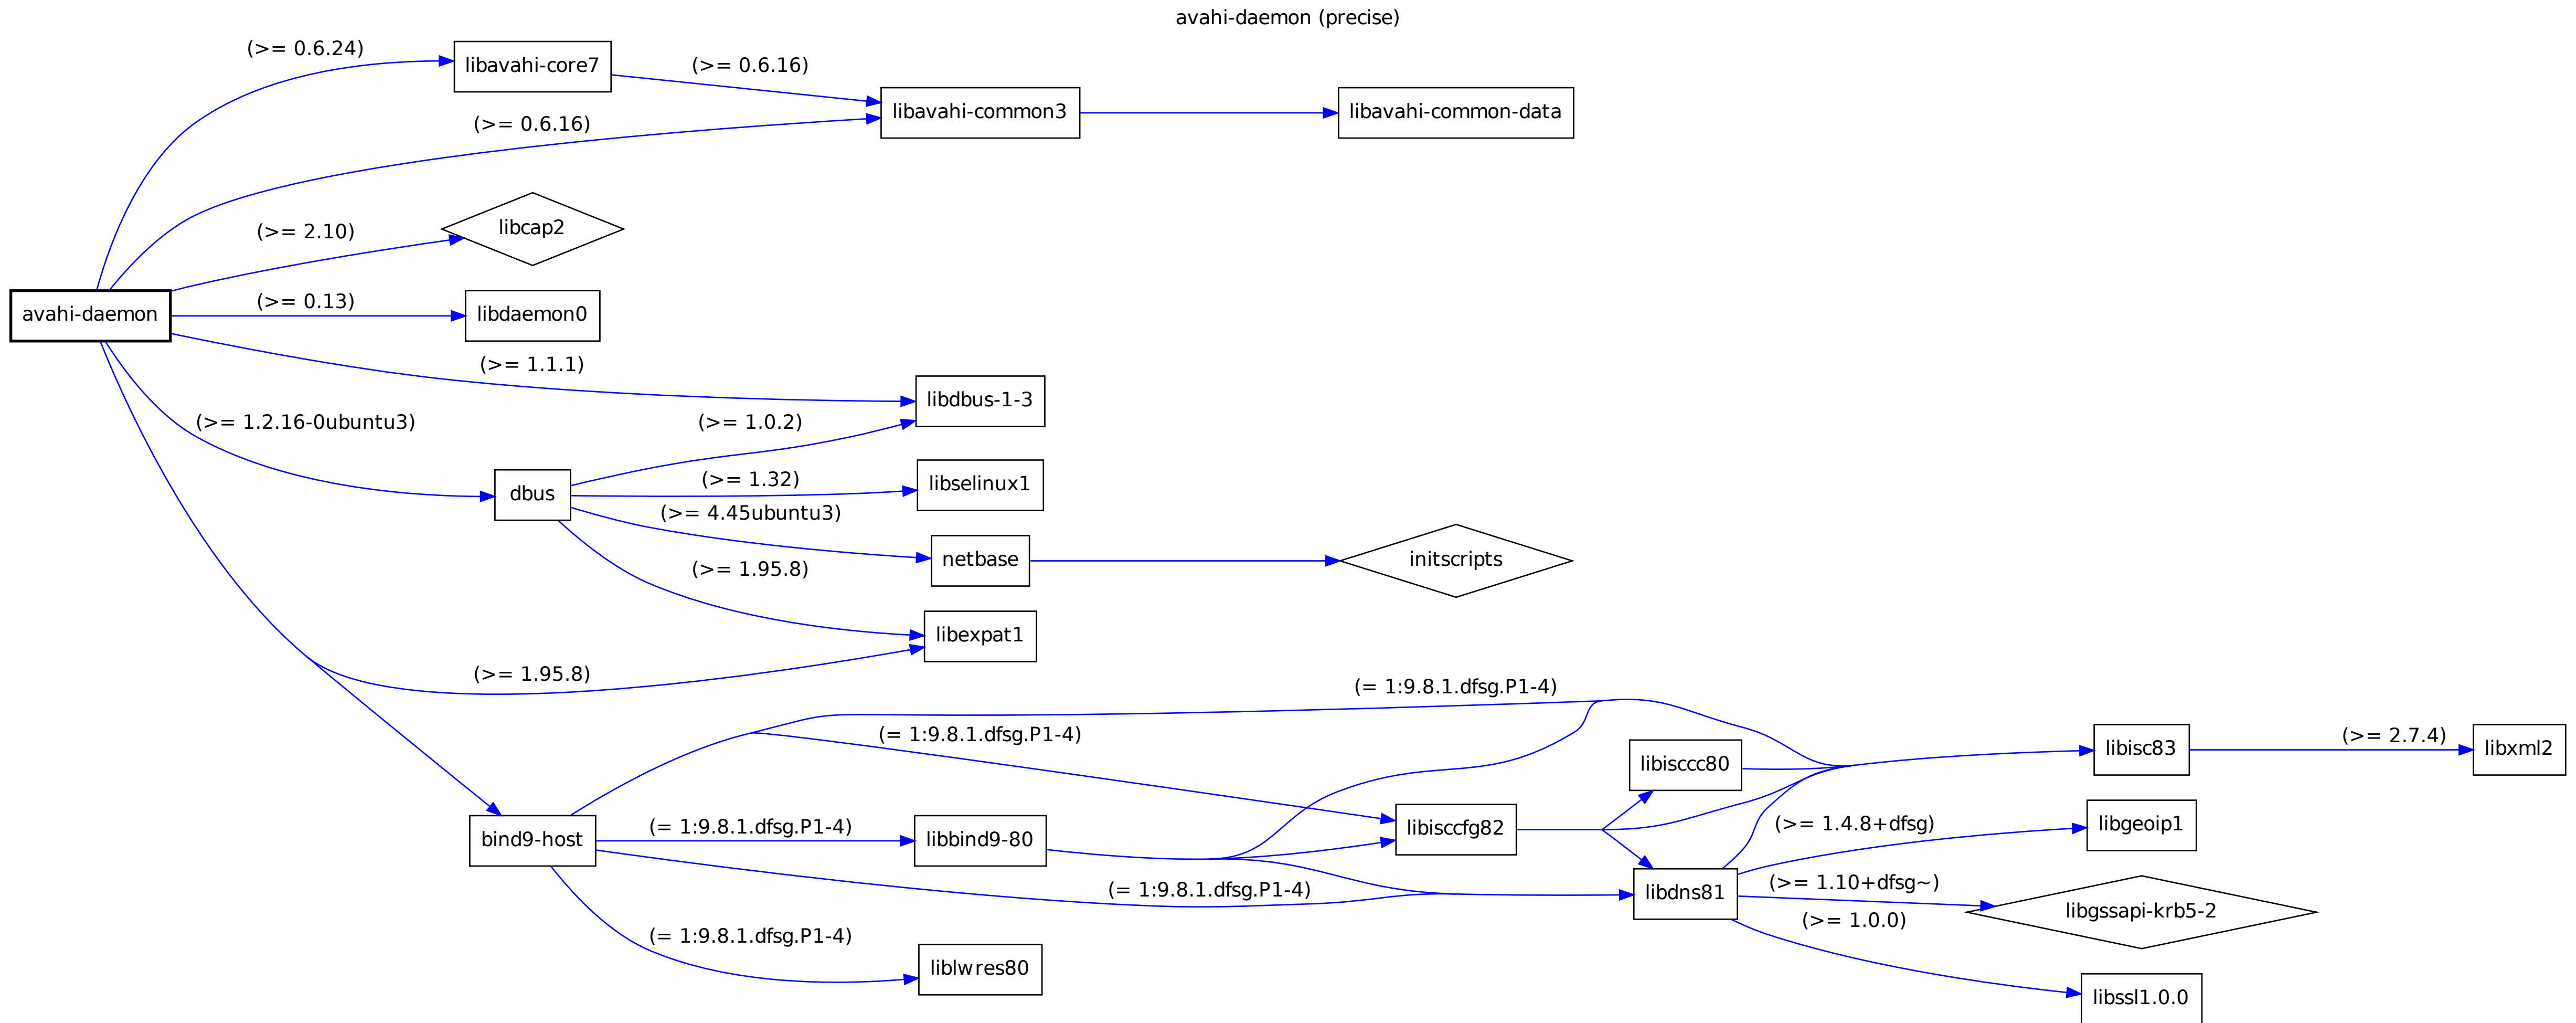 avahi-daemon (precise)
(>= 0.6.24)
libavahi-core7
(>= 0.6.16)
libavahi-common3
libavahi-common-data
(>= 0.6.16)
(>= 2.10)
libcap2
avahi-daemon
(>= 0.13)
libdaemon0
(>= 1.1.1)
libdbus-1-3
(>= 1.2.16-0ubuntu3)
(>= 1.0.2)
dbus
(>= 1.32)
libselinux1
(>= 4.45ubuntu3)
netbase
initscripts
(>= 1.95.8)
libexpat1
(>= 1.95.8)
(= 1:9.8.1.dfsg.P1-4)
(= 1:9.8.1.dfsg.P1-4)
libisccc80
libisc83
(>= 2.7.4)
libxml2
bind9-host
(= 1:9.8.1.dfsg.P1-4)
libbind9-80
libisccfg82
(>= 1.4.8+dfsg)
libgeoip1
(= 1:9.8.1.dfsg.P1-4)
libdns81
(>= 1.10+dfsg~)
libgssapi-krb5-2
(>= 1.0.0)
(= 1:9.8.1.dfsg.P1-4)
liblwres80
libssl1.0.0